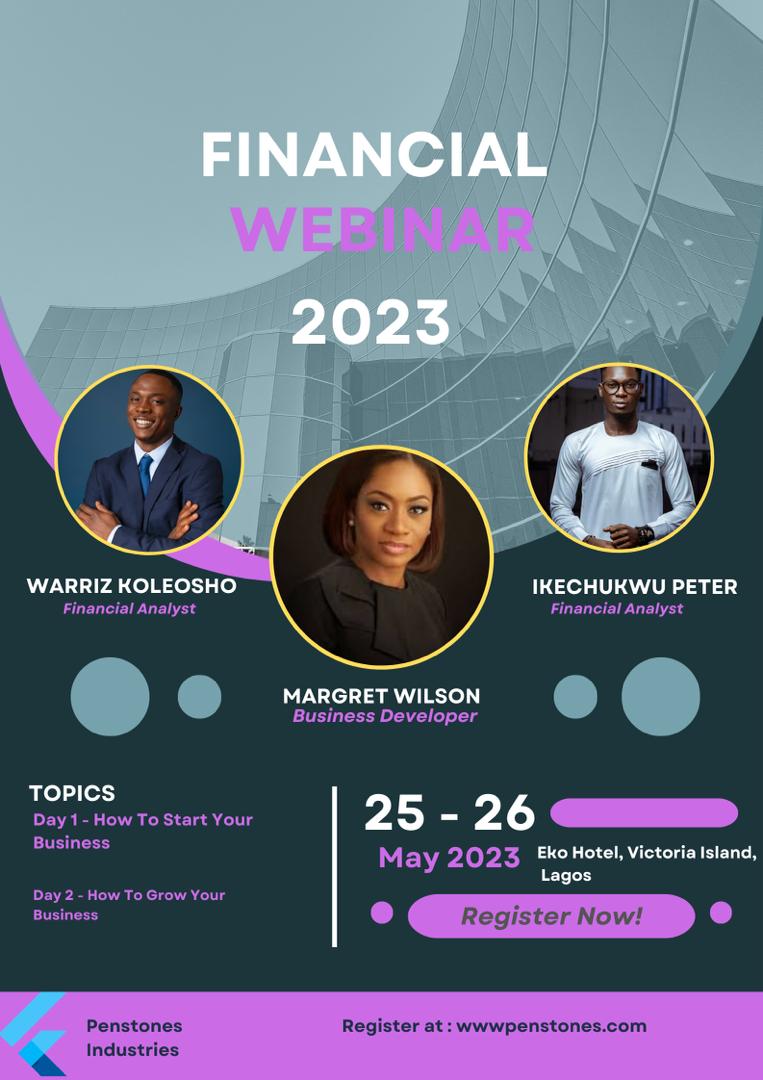 FINANCIAL
WEBINAR
2023
WARRIZ KOLEOSHO
Financial Analyst
IKECHUKWU PETER
Financial Analyst
MARGRET WILSON
Business Developer
TOPICS
Day 1 - How To Start Your
Business
Day 2 - How To Grow Your
Business
25 - 26
May 2023
Eko Hotel, Victoria Island,
Lagos
Register Now!
Penstones
Industries
Register at : wwwpenstones.com